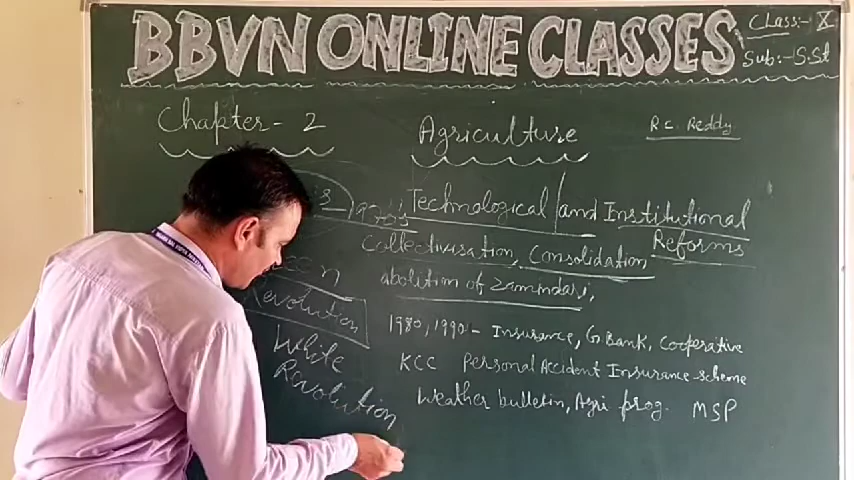 BBVN ONLINE CLASSES
Class:- X
Sub:- S.St
Chapter- 2
Agriculture
R.C. Reddy
1970's
Technological and Institutional
Reforms
Collectivisation, Consolidation
abolition of Zamindari,
Revolution
1980, 1990:- Insurance, G. Bank, Cooperative
White
Revolution
KCC Personal Accident Insurance scheme
Weather bulletin, Agri prog. MSP